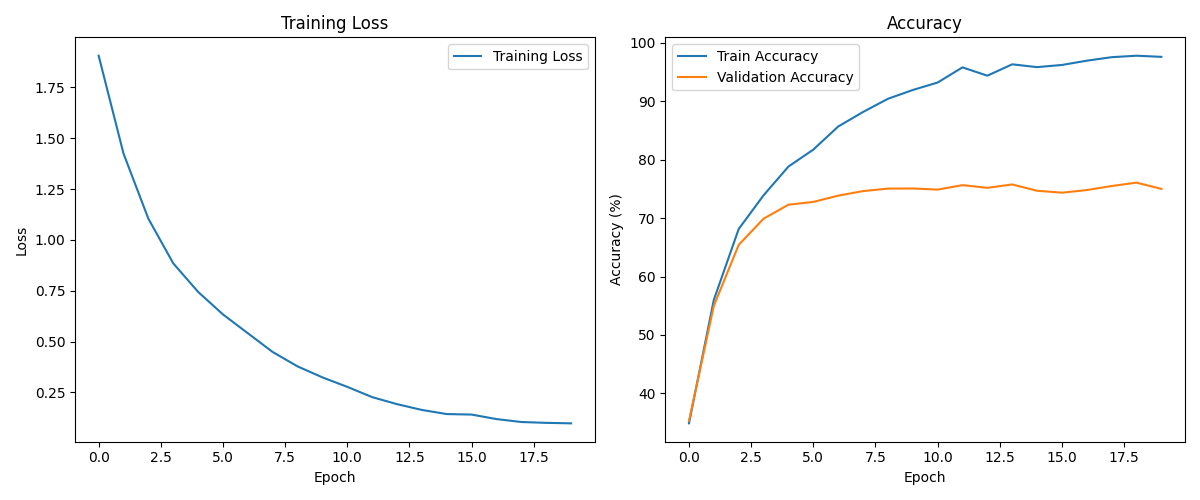 Training Loss
Training Loss
1.75
1.50
1.25
1.00
0.75
0.50
0.25
Loss
0.0 2.5 5.0 7.5 10.0 12.5 15.0 17.5
Epoch
Accuracy
Train Accuracy
Validation Accuracy
100
90
80
70
60
50
40
Accuracy (%)
0.0 2.5 5.0 7.5 10.0 12.5 15.0 17.5
Epoch